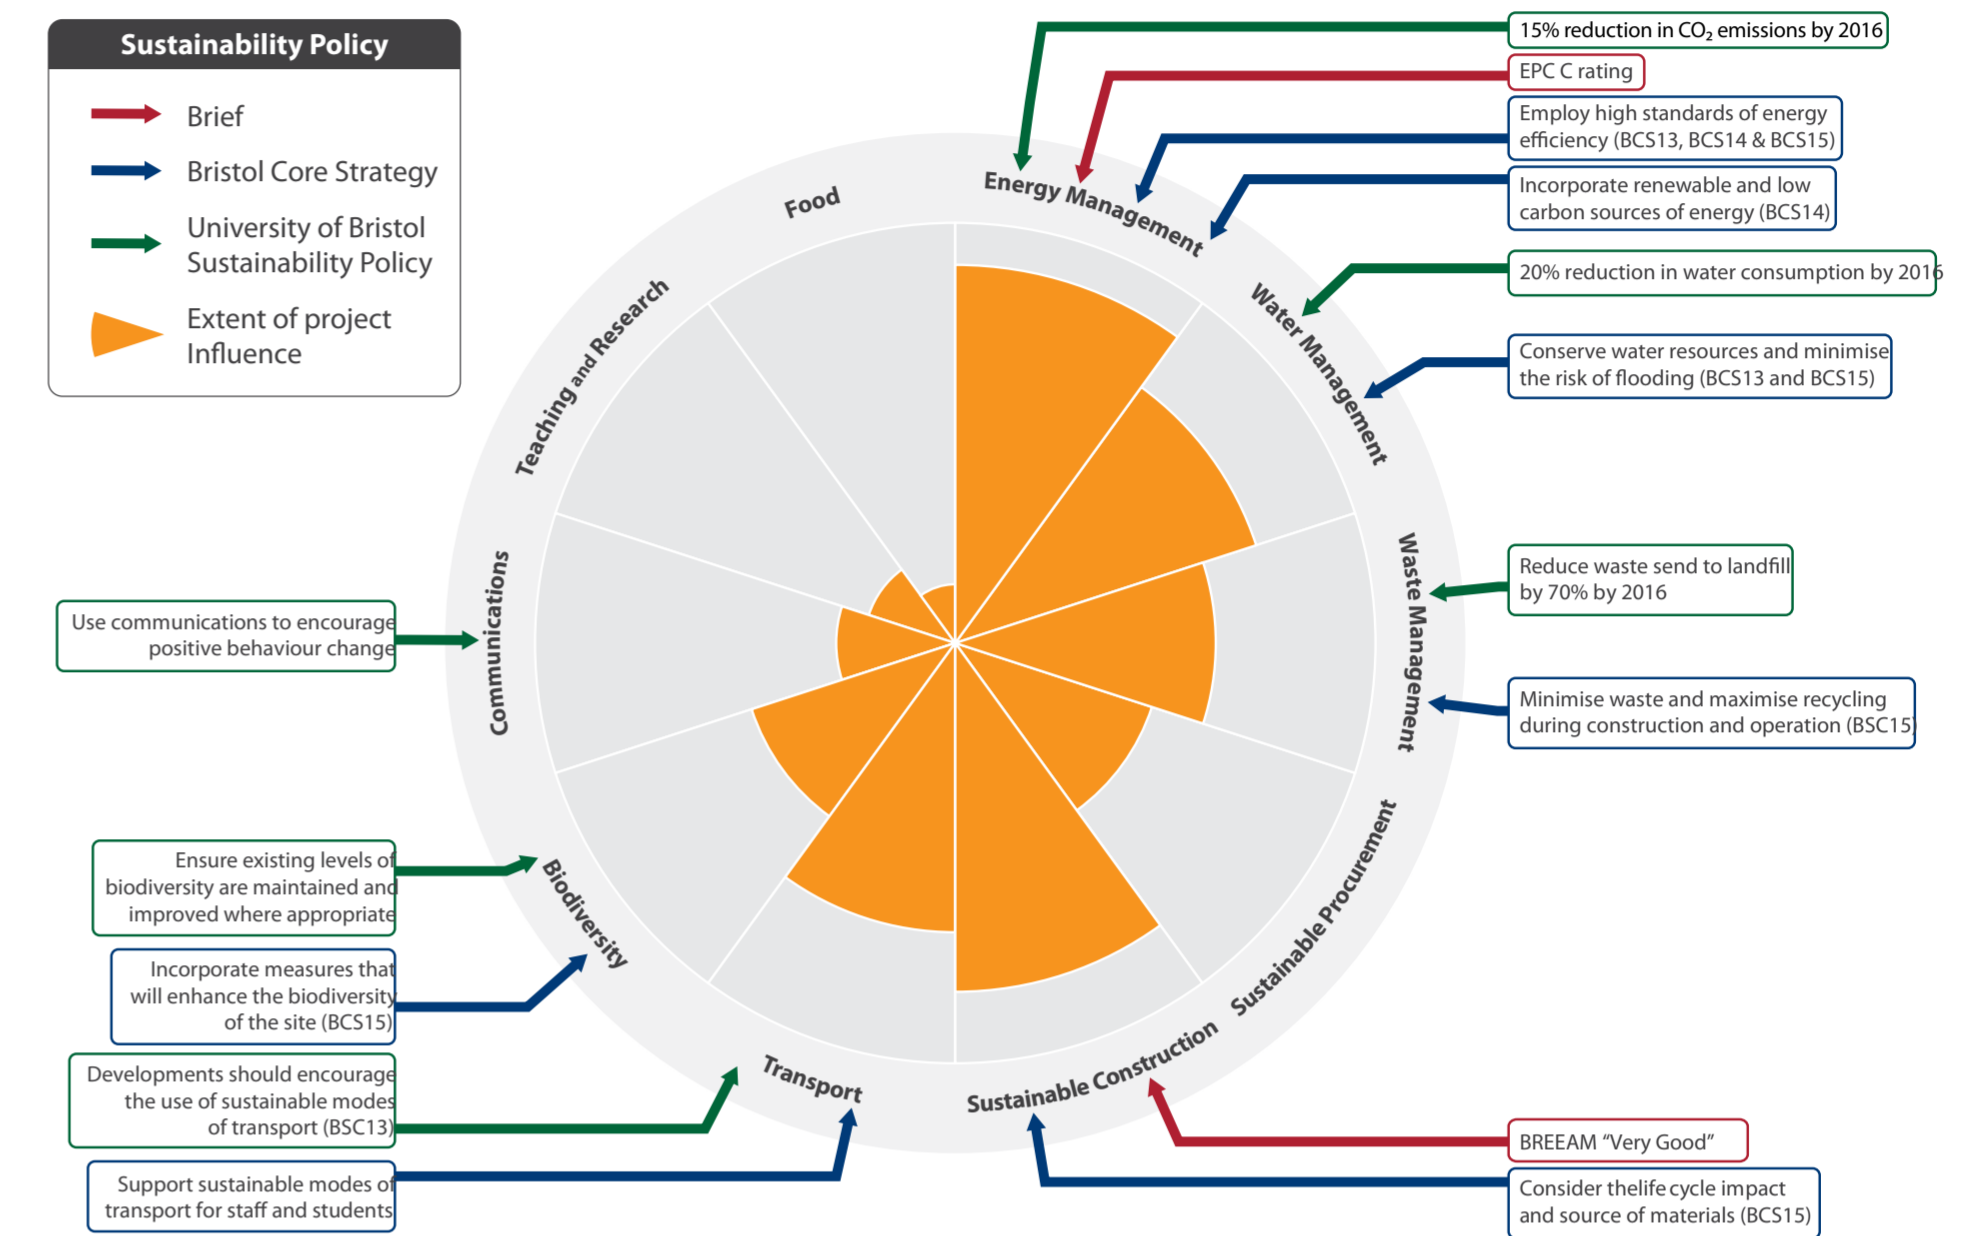 Sustainability Policy
Brief
Bristol Core Strategy
University of Bristol
Sustainability Policy
Extent of project
Influence
15% reduction in CO₂ emissions by 2016
EPC C rating
Employ high standards of energy
efficiency (BCS13, BCS14 & BCS15)
Incorporate renewable and low
carbon sources of energy (BCS14)
20% reduction in water consumption by 2016
Conserve water resources and minimise
the risk of flooding (BCS13 and BCS15)
Reduce waste send to landfill
by 70% by 2016
Minimise waste and maximise recycling
during construction and operation (BSC15)
BREEAM “Very Good”
Consider thelife cycle impact
and source of materials (BCS15)
Energy Management
Water Management
Waste Management
Sustainable Procurement
Sustainable Construction
Transport
Biodiversity
Communications
Teaching and Research
Food
Use communications to encourage
positive behaviour change
Ensure existing levels of
biodiversity are maintained and
improved where appropriate
Incorporate measures that
will enhance the biodiversity
of the site (BCS15)
Developments should encourage
the use of sustainable modes
of transport (BSC13)
Support sustainable modes of
transport for staff and students